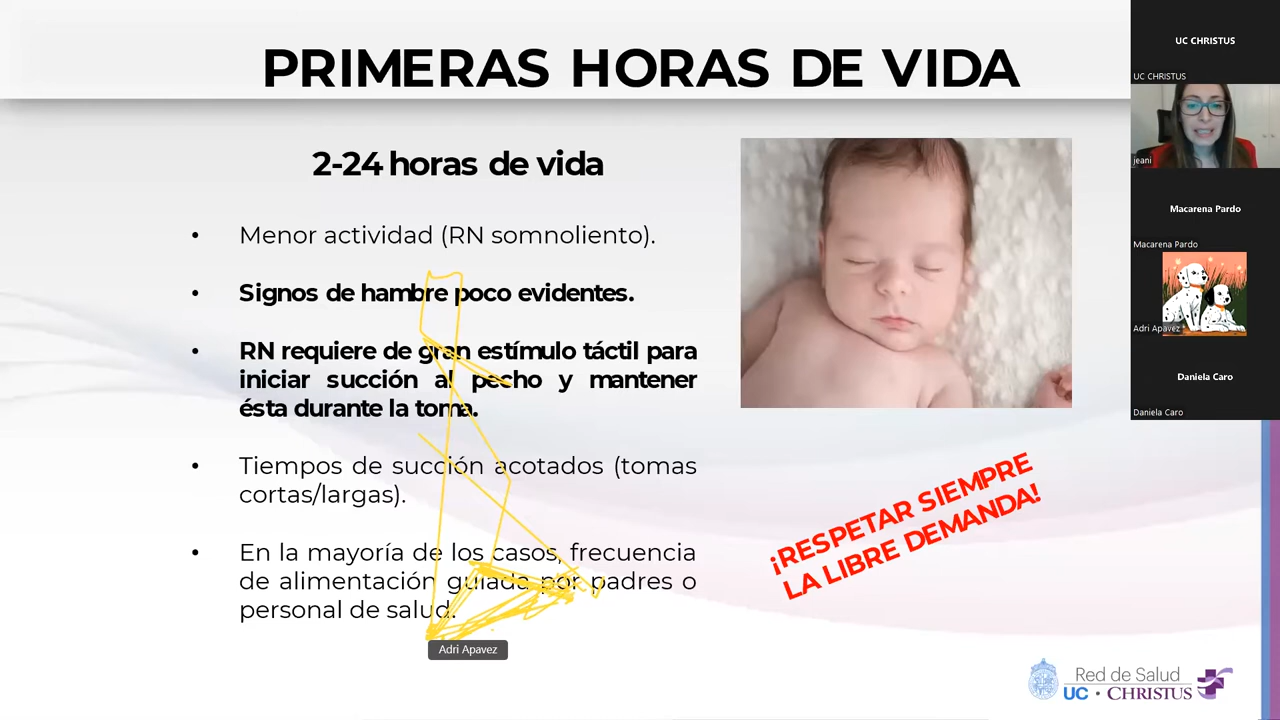 PRIMERAS HORAS DE VIDA
2-24 horas de vida
• Menor actividad (RN somnoliento).
• Signos de hambre poco evidentes.
• RN requiere de gran estímulo táctil para
iniciar succión al pecho y mantener
ésta durante la toma.
• Tiempos de succión acotados (tomas
cortas/largas).
• En la mayoría de los casos, frecuencia
de alimentación guiada por padres o
personal de salud.
Adri Apavez
¡RESPETAR SIEMPRE
LA LIBRE DEMANDA!
Red de Salud
UC • CHRISTUS
UC CHRISTUS
UC CHRISTUS
jeani
Macarena Pardo
Macarena Pardo
Adri Apavez
Daniela Caro
Daniela Caro